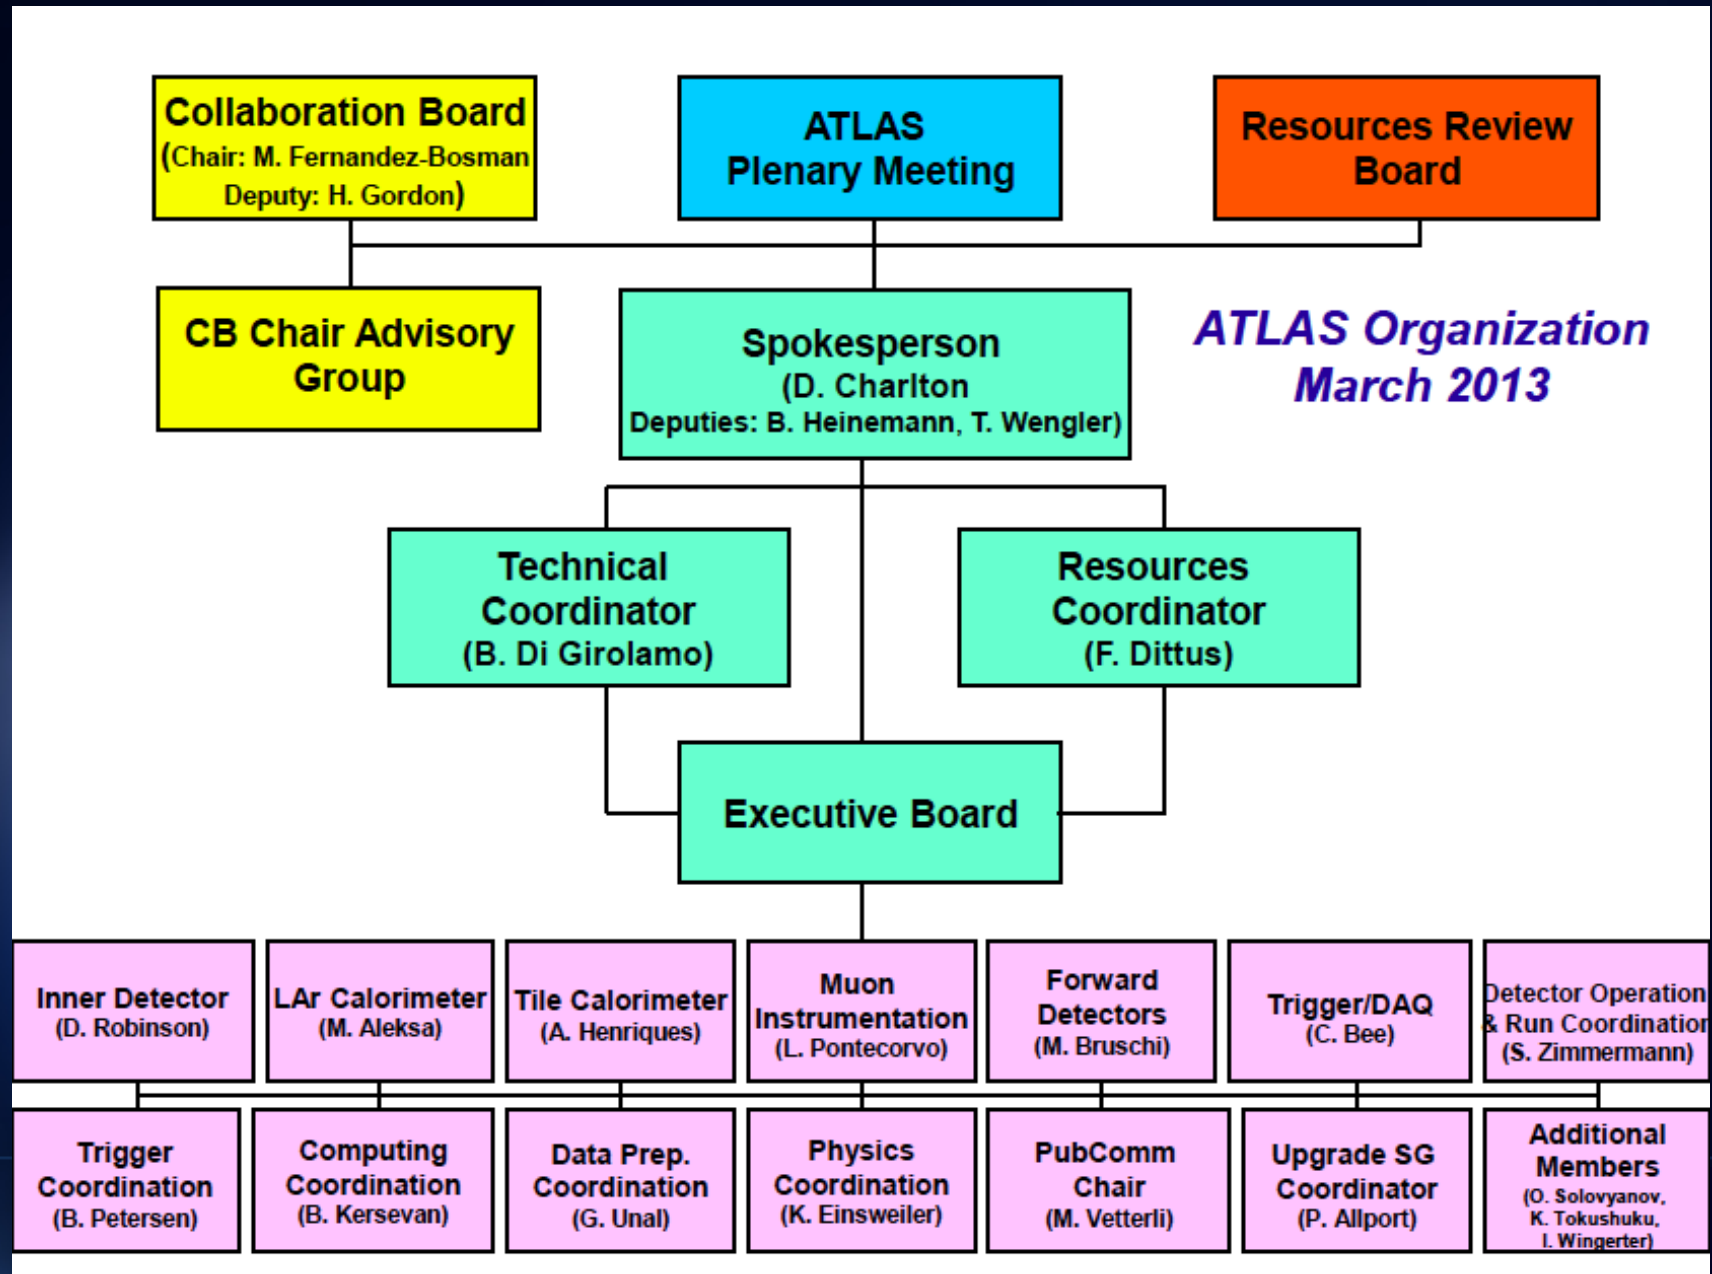 Collaboration Board
(Chair: M. Fernandez-Bosman
Deputy: H. Gordon)
ATLAS
Plenary Meeting
Resources Review
Board
CB Chair Advisory
Group
Spokesperson
(D. Charlton
Deputies: B. Heinemann, T. Wengler)
ATLAS Organization
March 2013
Technical
Coordinator
(B. Di Girolamo)
Resources
Coordinator
(F. Dittus)
Executive Board
Inner Detector
(D. Robinson)
LAr Calorimeter
(M. Aleksa)
Tile Calorimeter
(A. Henriques)
Muon
Instrumentation
(L. Pontecorvo)
Forward
Detectors
(M. Bruschi)
Trigger/DAQ
(C. Bee)
Detector Operation
& Run Coordination
(S. Zimmermann)
Trigger
Coordination
(B. Petersen)
Computing
Coordination
(B. Kersevan)
Data Prep.
Coordination
(G. Unal)
Physics
Coordination
(K. Einsweiler)
PubComm
Chair
(M. Vetterli)
Upgrade SG
Coordinator
(P. Allport)
Additional
Members
(O. Solovyanov,
K. Tokushuku,
I. Wingerter)